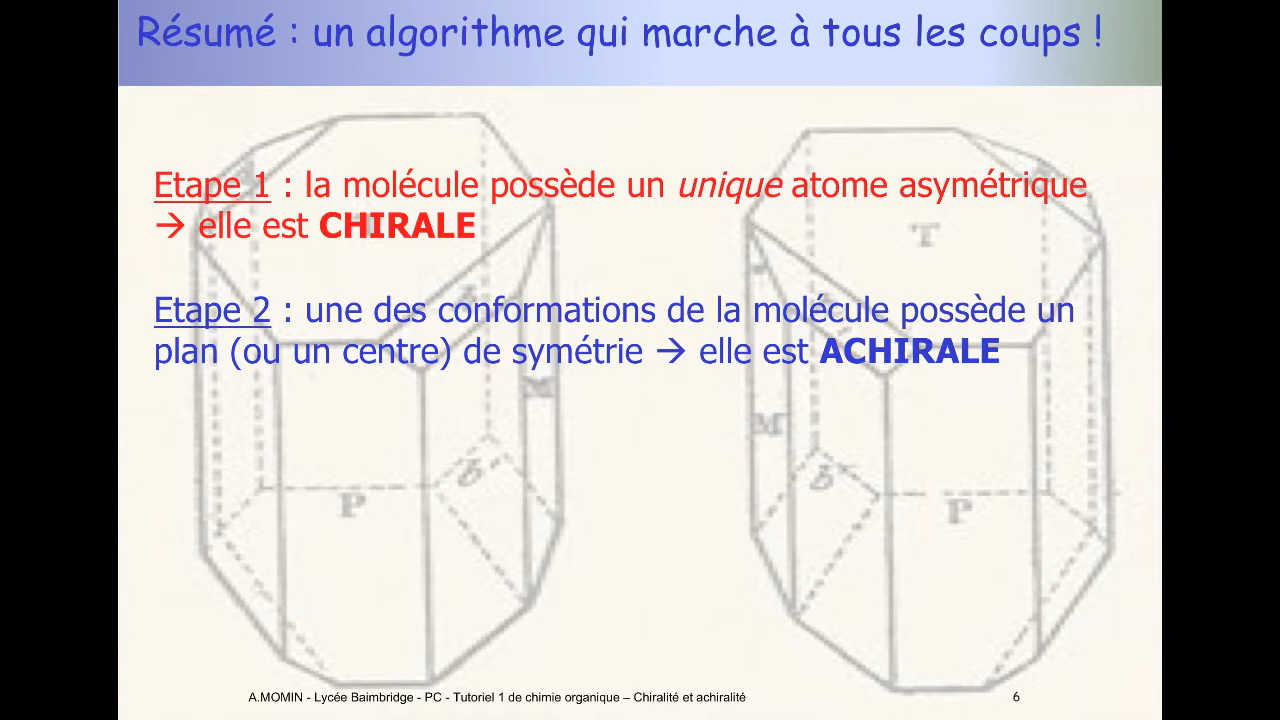 Résumé : un algorithme qui marche à tous les coups !
Etape 1 : la molécule possède un unique atome asymétrique
→ elle est CHIRALE
Etape 2 : une des conformations de la molécule possède un
plan (ou un centre) de symétrie → elle est ACHIRALE
T
M
M
b
b
P
P
A.MOMIN - Lycée Baimbridge - PC - Tutoriel 1 de chimie organique – Chiralité et achiralité
6